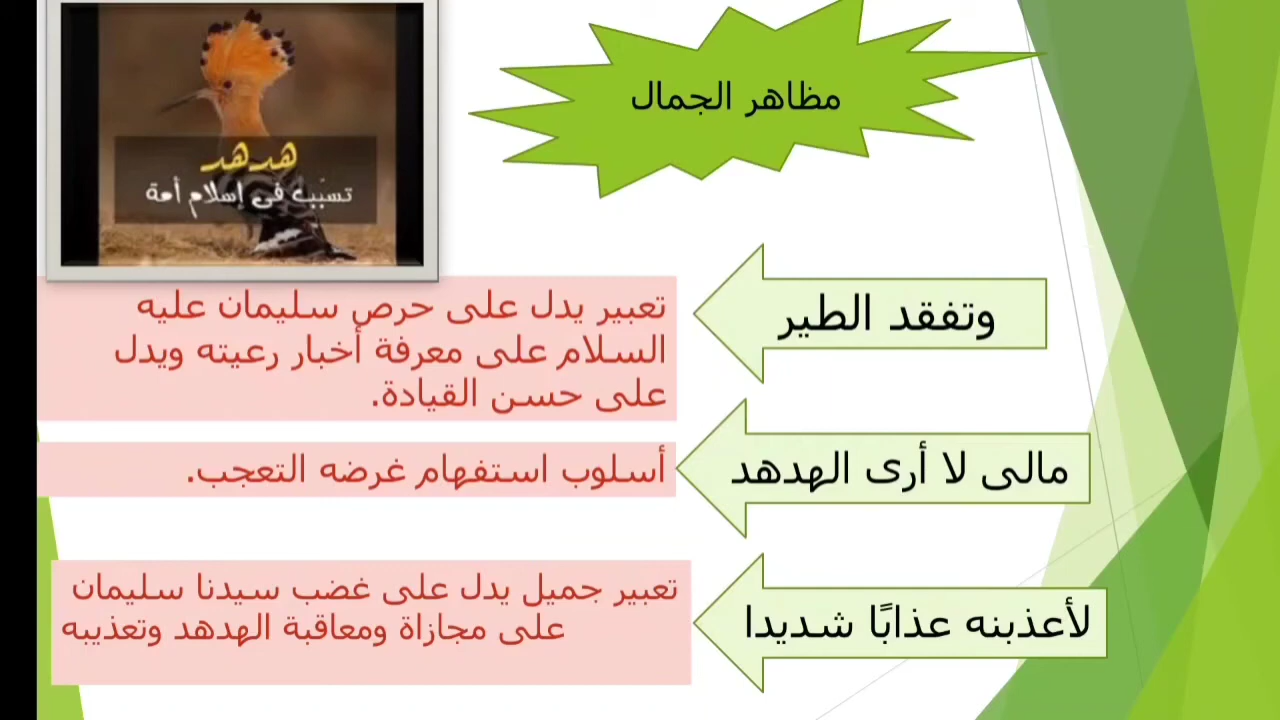 مظاهر الجمال
هدهد
تسبّب في إسلام أمة
وتفقد الطير
تعبير يدل على حرص سليمان عليه
السلام على معرفة أخبار رعيته ويدل
على حسن القيادة.
مالى لا أرى الهدهد
أسلوب استفهام غرضه التعجب.
لأعذبنه عذابًا شديدا
تعبير جميل يدل على غضب سيدنا سليمان
على مجازاة ومعاقبة الهدهد وتعذيبه